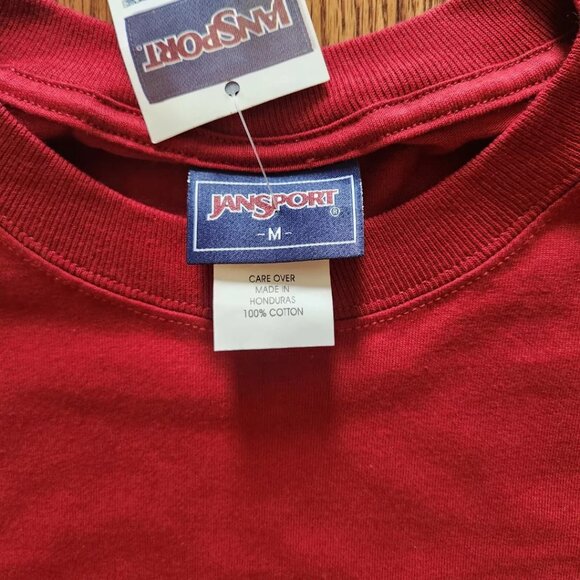 JANSPORT
JANSPORT®
- M -
CARE OVER
MADE IN
HONDURAS
100% COTTON